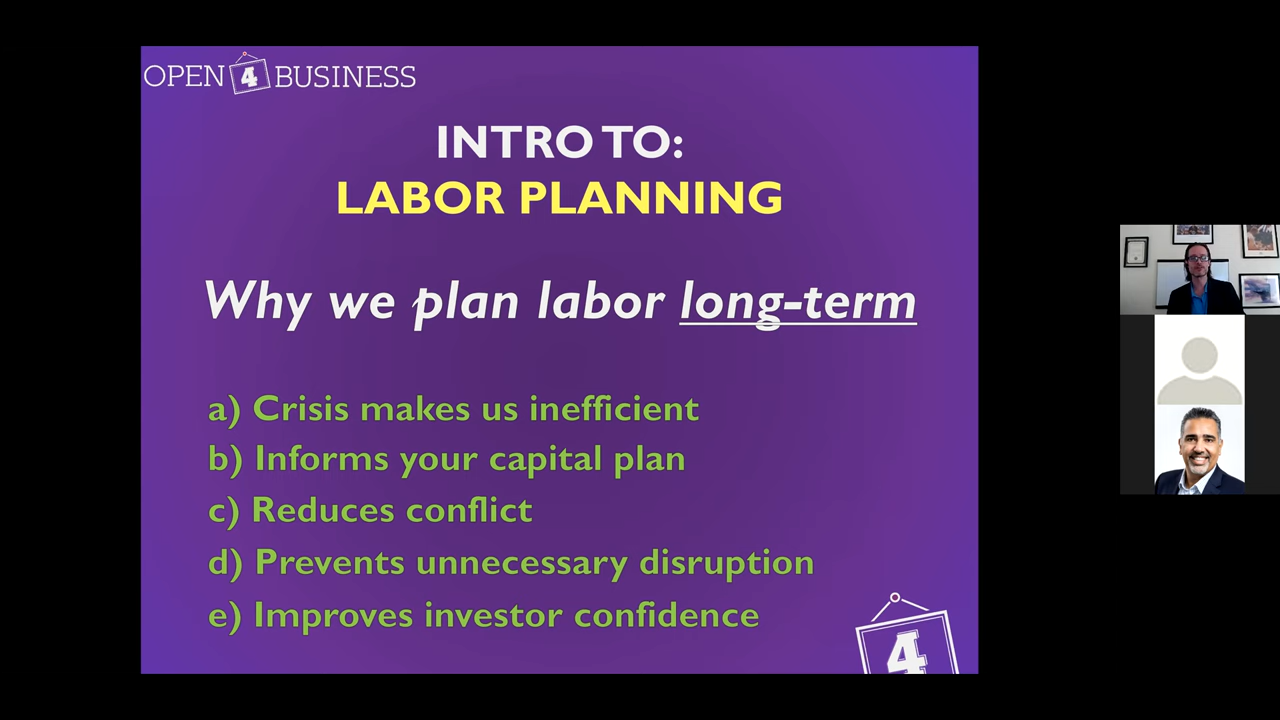 OPEN 4 BUSINESS
INTRO TO:
LABOR PLANNING
Why we plan labor long-term
a) Crisis makes us inefficient
b) Informs your capital plan
c) Reduces conflict
d) Prevents unnecessary disruption
e) Improves investor confidence
4